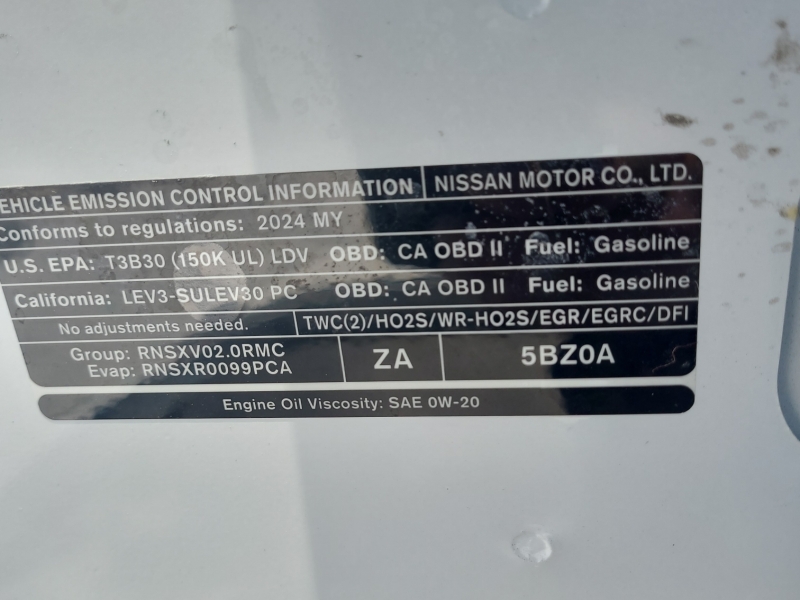 EHICLE EMISSION CONTROL INFORMATION NISSAN MOTOR CO., LTD.
Conforms to regulations: 2024 MY
U.S. EPA: T3B30 (150K UL) LDV OBD: CA OBD II Fuel: Gasoline
California: LEV3-SULEV30 PC OBD: CA OBD II Fuel: Gasoline
No adjustments needed. TWC(2)/HO2S/WR-HO2S/EGR/EGRC/DFI
Group: RNSXV02.0RMC
Evap: RNSXR0099PCA
ZA
5BZ0A
Engine Oil Viscosity: SAE 0W-20